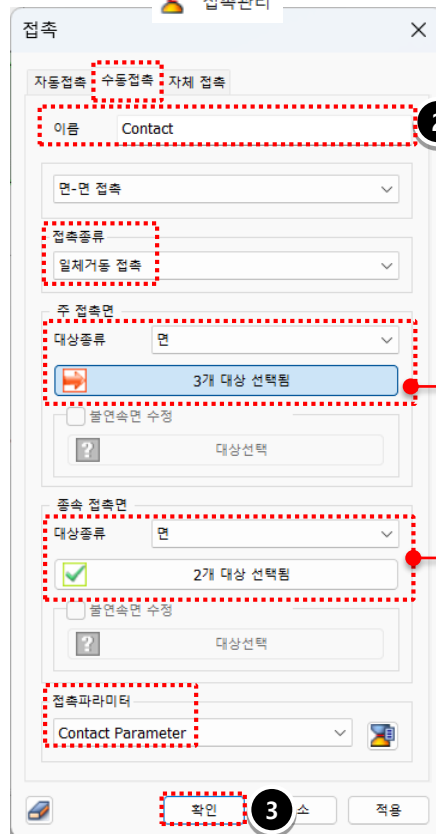 접촉관리
접촉
자동접촉 수동접촉 자체 접촉
이름 Contact
2
면-면 접촉
접촉종류
일체거동 접촉
주 접촉면
대상종류 면
3개 대상 선택됨
불연속면 수정
? 대상선택
종속 접촉면
대상종류 면
2개 대상 선택됨
불연속면 수정
? 대상선택
접촉파라미터
Contact Parameter
확인 3 소 적용